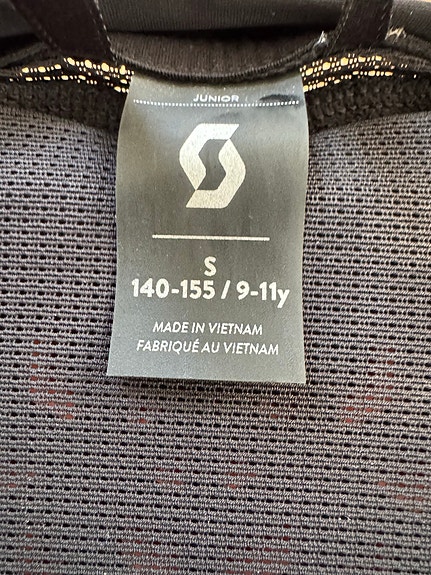 JUNIOR
S
140-155 / 9-11y
MADE IN VIETNAM
FABRIQUÉ AU VIETNAM